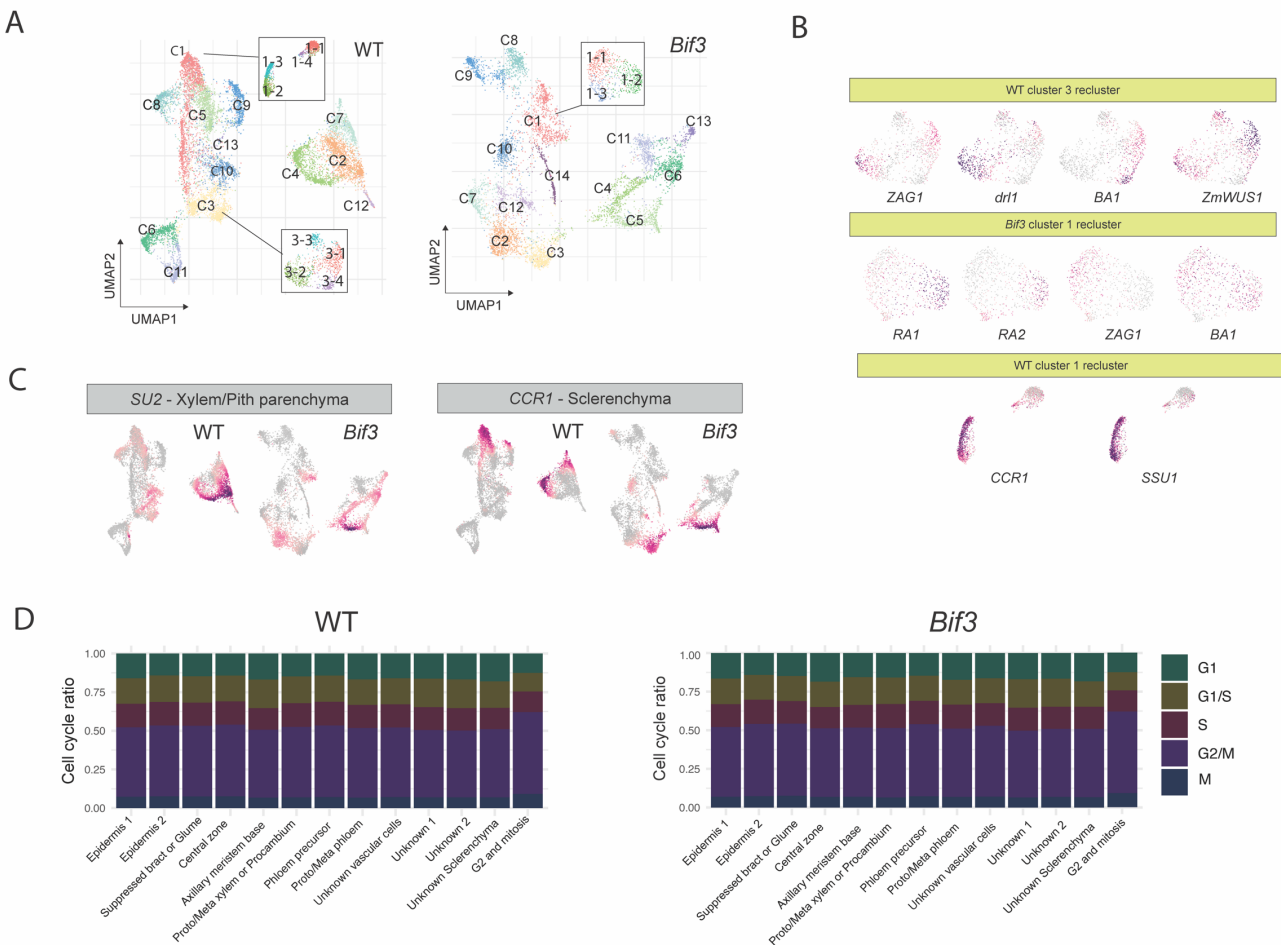 A
WT
C1
1-1
1-3
1-4
1-2
C8
C5
C9
C13
C10
C7
C2
C4
C12
C3
C6
C11
3-3
3-1
3-2
3-4
UMAP2
UMAP1
Bif3
C8
C9
1-1
1-2
1-3
C1
C13
C11
C10
C6
C14
C4
C7
C12
C5
C2
C3
UMAP2
UMAP1
B
WT cluster 3 recluster
ZAG1 drl1 BA1 ZmWUS1
Bif3 cluster 1 recluster
RA1 RA2 ZAG1 BA1
WT cluster 1 recluster
CCR1 SSU1
C
SU2 - Xylem/Pith parenchyma
WT Bif3
CCR1 - Sclerenchyma
WT Bif3
D
WT
Cell cycle ratio
1.00
0.75
0.50
0.25
0.00
Epidermis 1
Epidermis 2
Suppressed bract or Glume
Central zone
Axillary meristem base
Proto/Meta xylem or Procambium
Phloem precursor
Proto/Meta phloem
Unknown vascular cells
Unknown 1
Unknown 2
Unknown Sclerenchyma
G2 and mitosis
Bif3
Cell cycle ratio
1.00
0.75
0.50
0.25
0.00
Epidermis 1
Epidermis 2
Suppressed bract or Glume
Central zone
Axillary meristem base
Proto/Meta xylem or Procambium
Phloem precursor
Proto/Meta phloem
Unknown vascular cells
Unknown 1
Unknown 2
Unknown Sclerenchyma
G2 and mitosis
G1
G1/S
S
G2/M
M